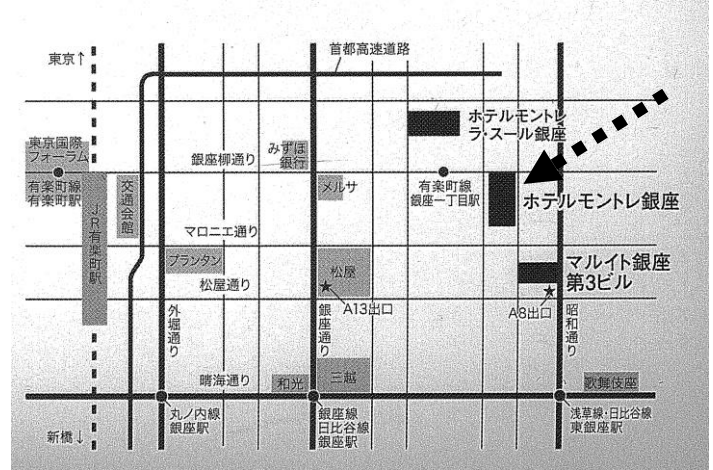 首都高速道路
東京↑
ホテルモントレ
ラ・スール銀座
東京国際
フォーラム
みずほ
銀行
銀座柳通り
有楽町線
有楽町駅
交通会館
メルサ
有楽町線
銀座一丁目駅
ホテルモントレ銀座
JR有楽町駅
マロニエ通り
プランタン
松屋
マルイト銀座
第3ビル
松屋通り
A13出口
A8出口
外堀通り
銀座通り
昭和通り
晴海通り
和光
三越
歌舞伎座
丸ノ内線
銀座駅
銀座線
日比谷線
銀座駅
浅草線・日比谷線
東銀座駅
新橋↓